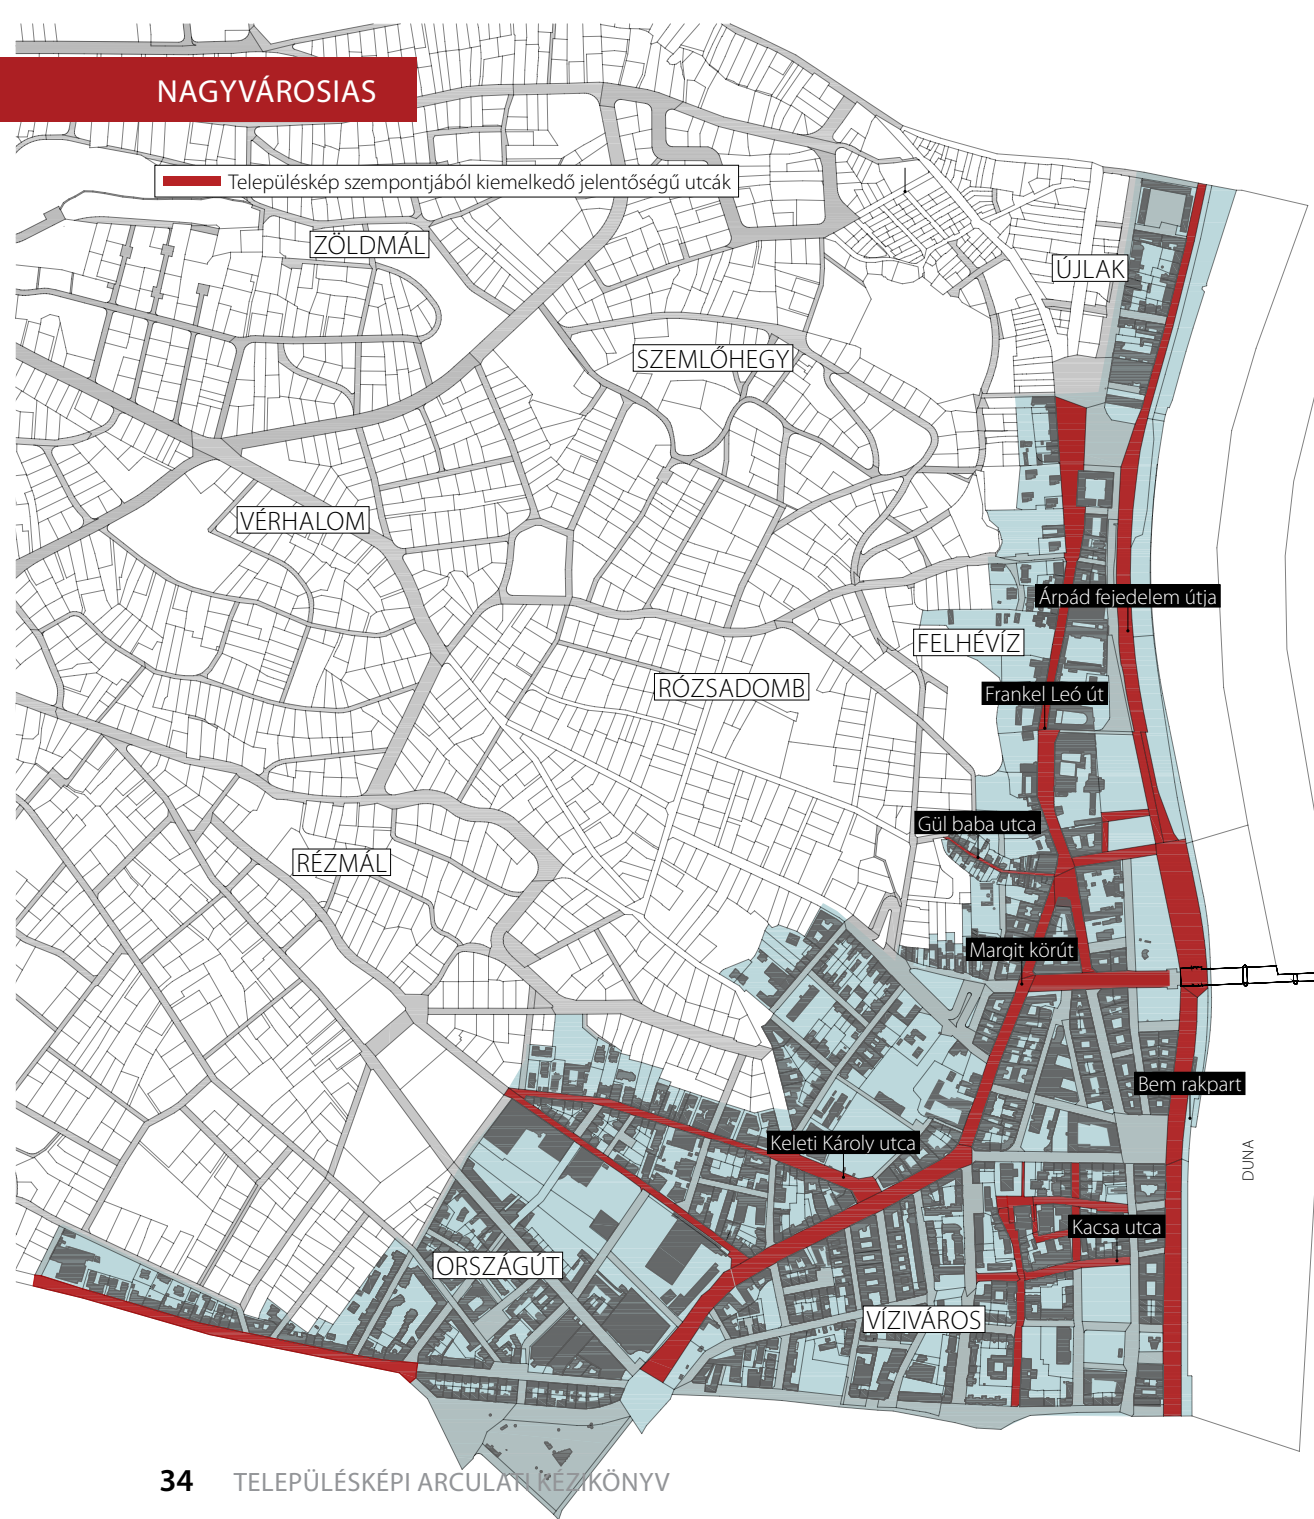 NAGYVÁROSIAS
Településkép szempontjából kiemelkedő jelentőségű utcák
ZÖLDMÁL
ÚJLAK
SZEMLŐHEGY
VÉRHALOM
Árpád fejedelem útja
FELHÉVÍZ
RÓZSADOMB
Frankel Leó út
Gül baba utca
RÉZMÁL
Margit körút
Bem rakpart
Keleti Károly utca
DUNA
Kacsa utca
ORSZÁGÚT
VÍZIVÁROS
34 TELEPÜLÉSKÉPI ARCULATI KÉZIKÖNYV